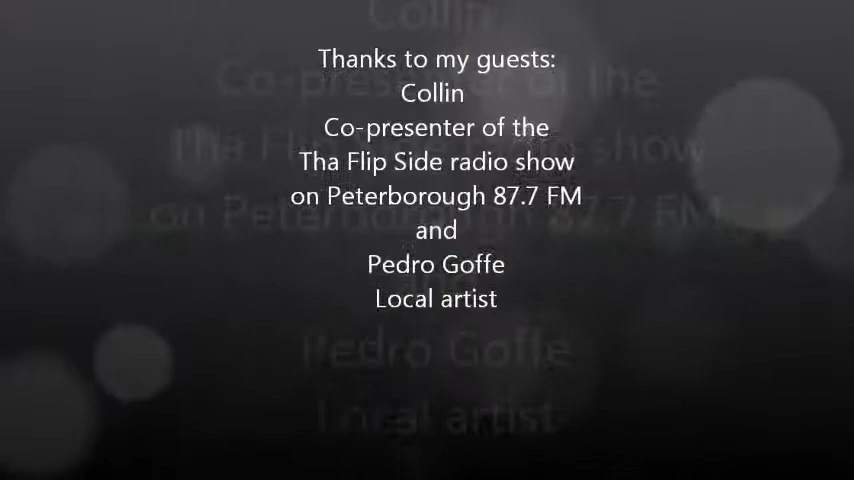 Thanks to my guests:
Collin
Co-presenter of the
Tha Flip Side radio show
on Peterborough 87.7 FM
and
Pedro Goffe
Local artist